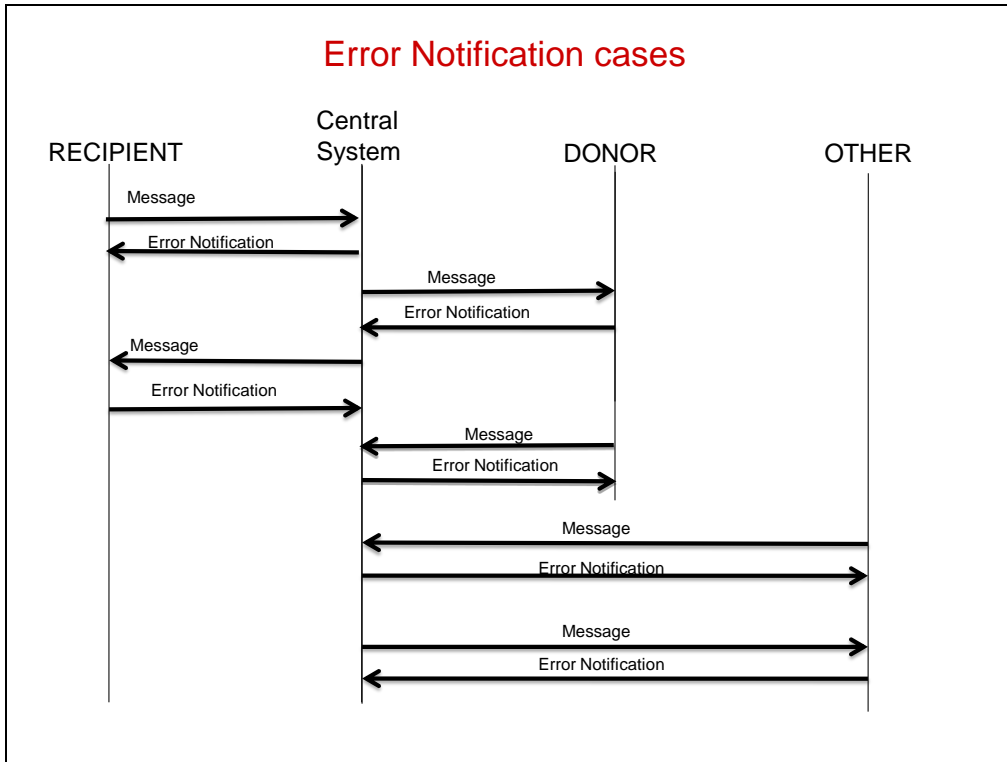 Error Notification cases
Central
System
RECIPIENT
DONOR
OTHER
Message
Error Notification
Message
Error Notification
Message
Error Notification
Message
Error Notification
Message
Error Notification
Message
Error Notification